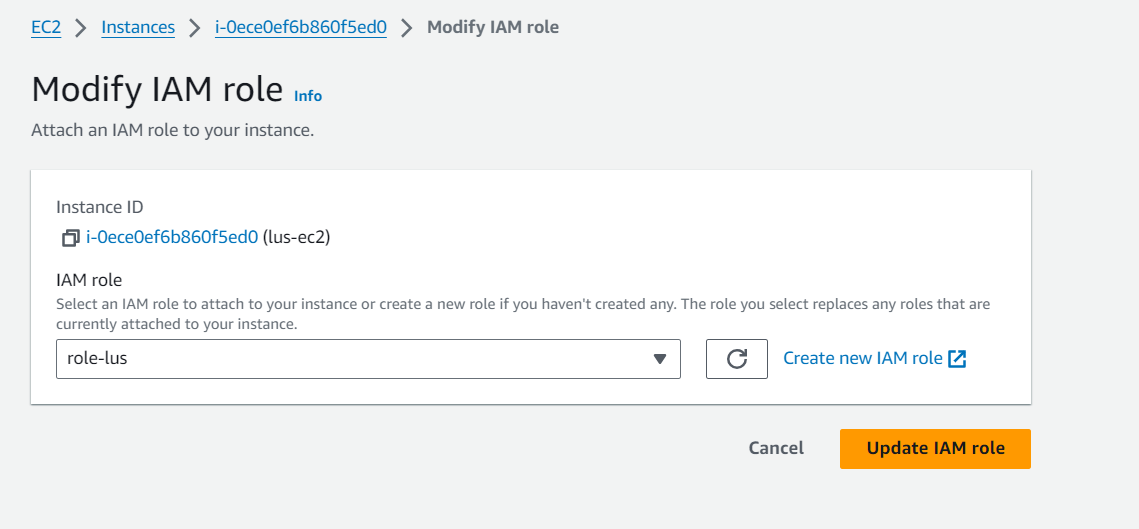 EC2 > Instances > i-0ece0ef6b860f5ed0 > Modify IAM role
Modify IAM role Info
Attach an IAM role to your instance.
Instance ID
i-0ece0ef6b860f5ed0 (lus-ec2)
IAM role
Select an IAM role to attach to your instance or create a new role if you haven't created any. The role you select replaces any roles that are
currently attached to your instance.
role-lus
Create new IAM role
Cancel
Update IAM role